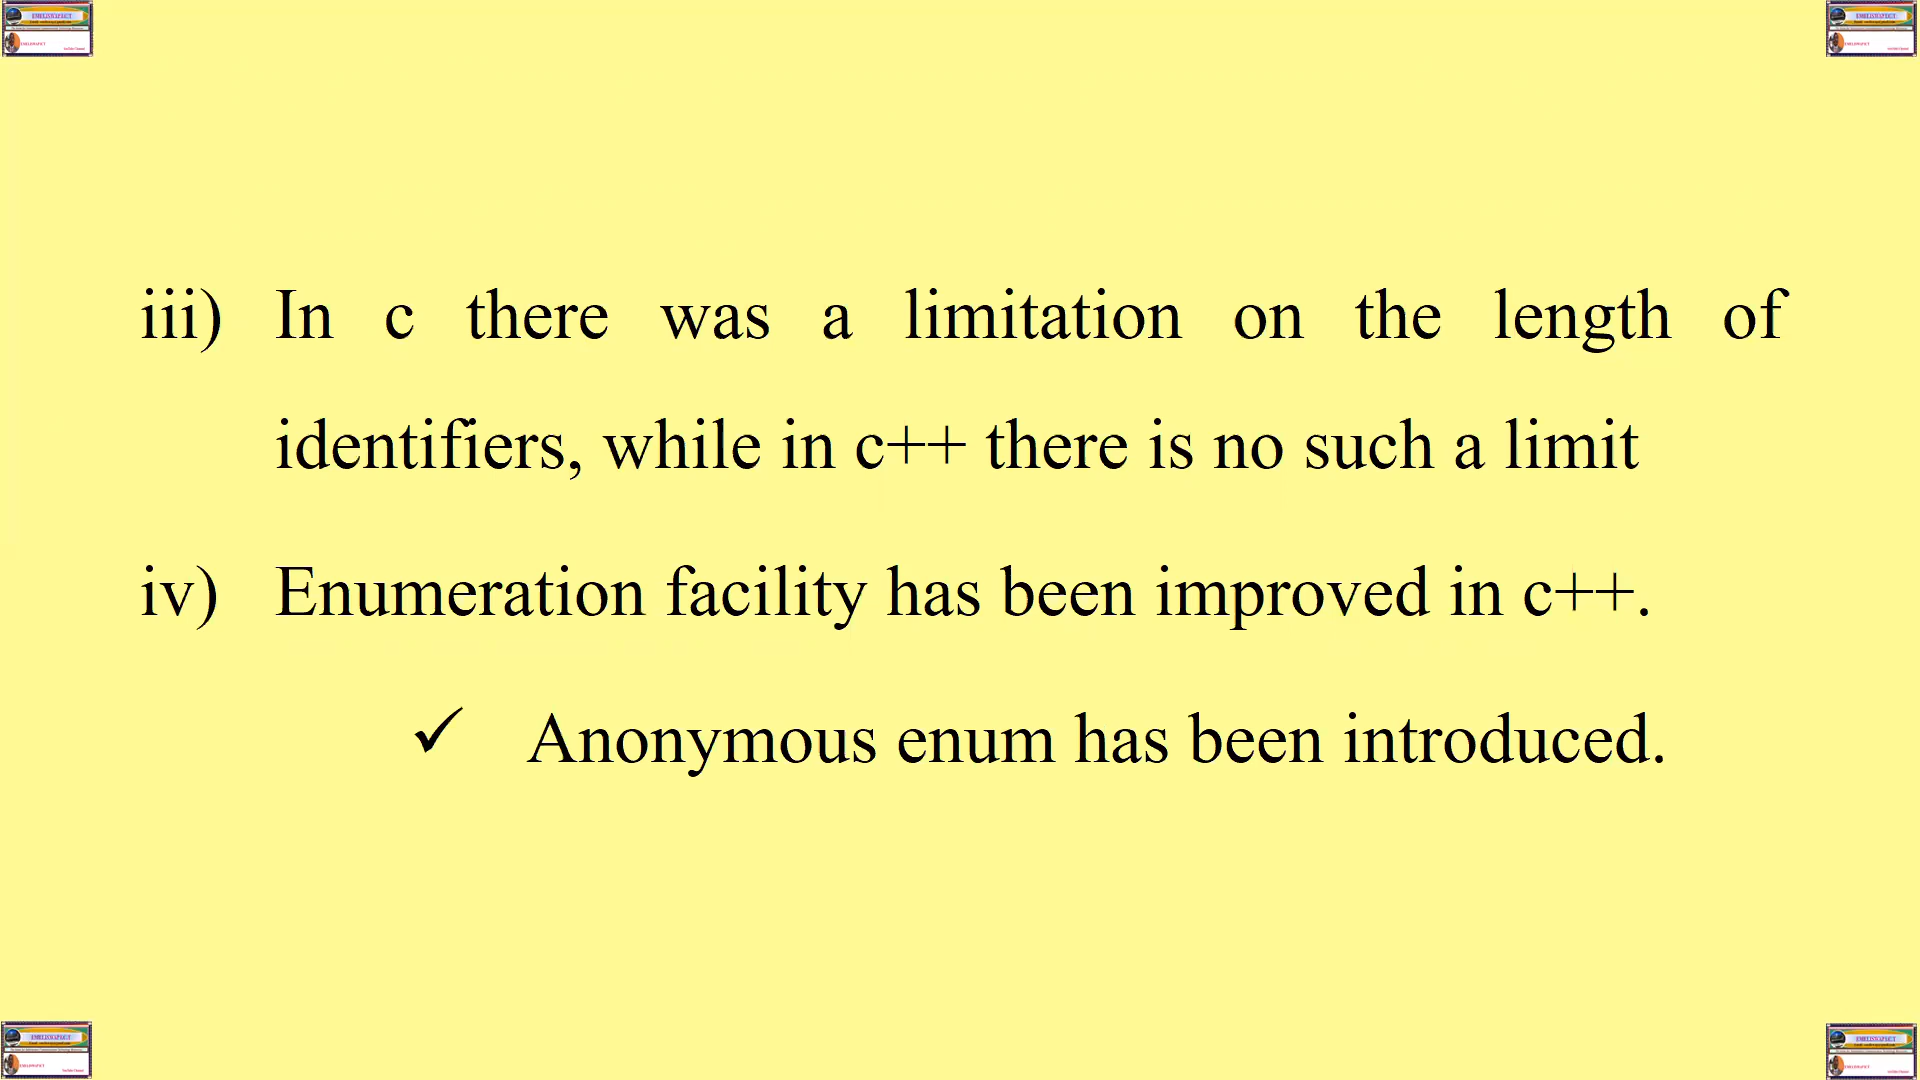 iii) In c there was a limitation on the length of
identifiers, while in c++ there is no such a limit
iv) Enumeration facility has been improved in c++.
✓ Anonymous enum has been introduced.